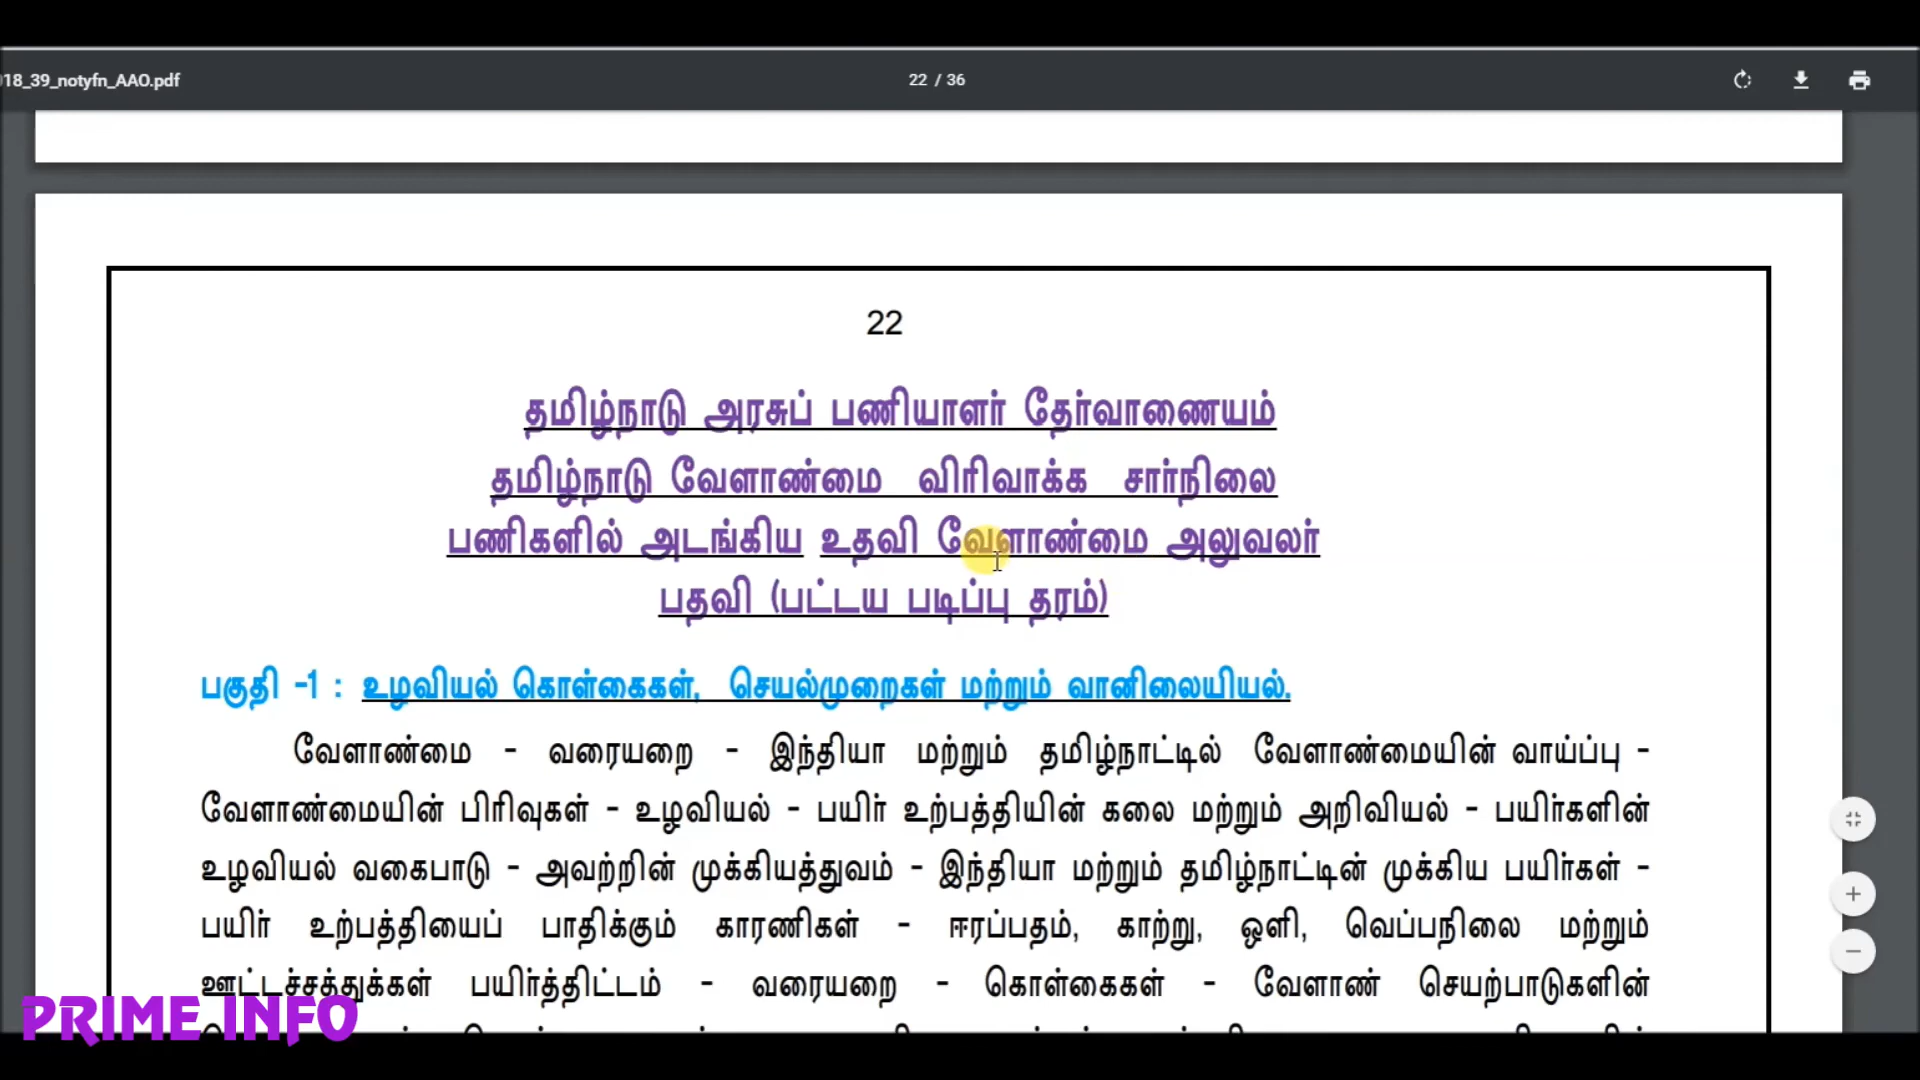 018_39_notyfn_AAO.pdf
22 / 36
22
தமிழ்நாடு அரசுப் பணியாளர் தேர்வாணையம்
தமிழ்நாடு வேளாண்மை விரிவாக்க சார்நிலை
பணிகளில் அடங்கிய உதவி வேளாண்மை அலுவலர்
பதவி (பட்டய படிப்பு தரம்)
பகுதி -1 : உழவியல் கொள்கைகள், செயல்முறைகள் மற்றும் வானிலையியல்.
வேளாண்மை - வரையறை - இந்தியா மற்றும் தமிழ்நாட்டில் வேளாண்மையின் வாய்ப்பு -
வேளாண்மையின் பிரிவுகள் - உழவியல் - பயிர் உற்பத்தியின் கலை மற்றும் அறிவியல் - பயிர்களின்
உழவியல் வகைபாடு - அவற்றின் முக்கியத்துவம் - இந்தியா மற்றும் தமிழ்நாட்டின் முக்கிய பயிர்கள் -
பயிர் உற்பத்தியைப் பாதிக்கும் காரணிகள் - ஈரப்பதம், காற்று, ஒளி, வெப்பநிலை மற்றும்
ஊட்டச்சத்துக்கள் பயிர்த்திட்டம் - வரையறை - கொள்கைகள் - வேளாண் செயற்பாடுகளின்
PRIME INFO